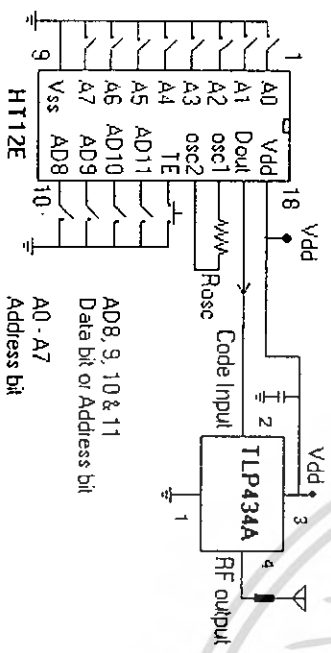 1
18
Vdd
A0 Vdd
A1 Dout
A2 osc1
A3 osc2
A4 TE
A5 AD11
A6 AD10
A7 AD9
Vss AD8
9
10
HT12E
Rosc
Code Input
2
Vdd
3
TLP434A
1
4
RF output
AD8, 9, 10 & 11
Data bit or Address bit
A0 - A7
Address bit